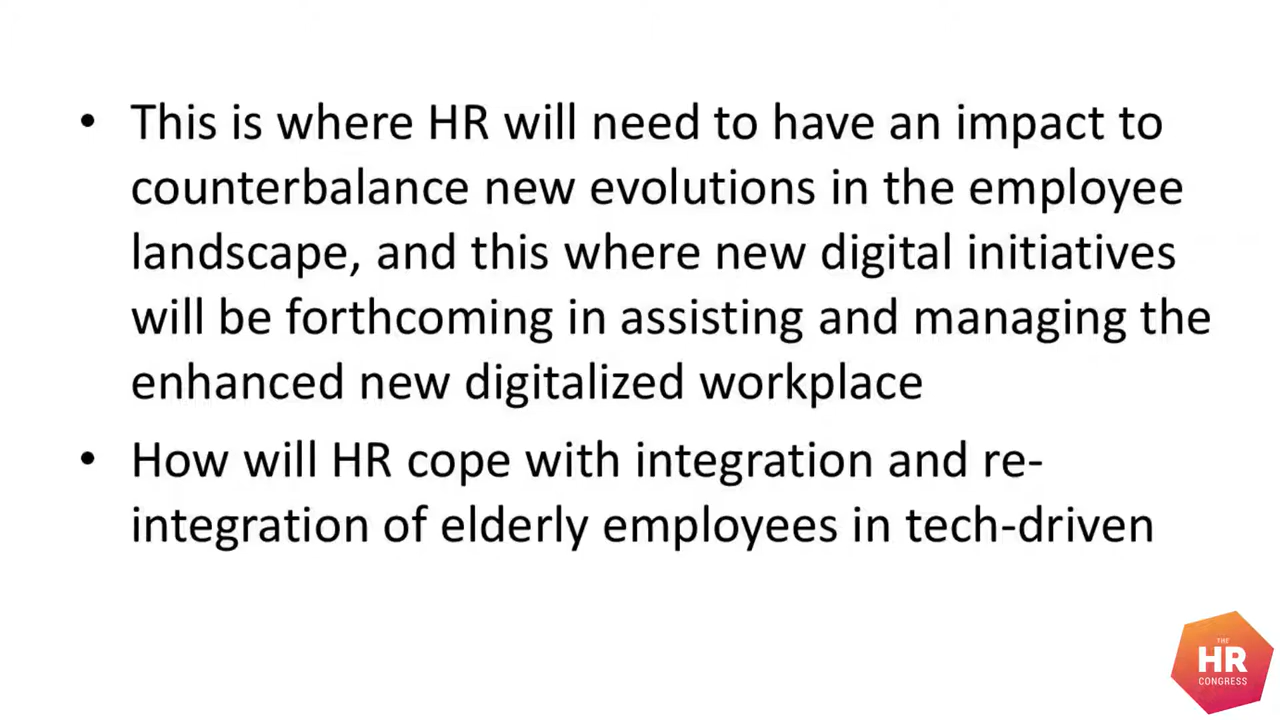 • This is where HR will need to have an impact to
counterbalance new evolutions in the employee
landscape, and this where new digital initiatives
will be forthcoming in assisting and managing the
enhanced new digitalized workplace
• How will HR cope with integration and re-
integration of elderly employees in tech-driven
THE
HR
CONGRESS